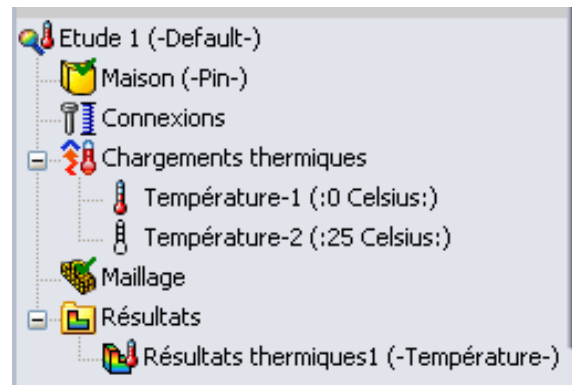 Etude 1 (-Default-)
Maison (-Pin-)
Connexions
Chargements thermiques
Température-1 (:0 Celsius:)
Température-2 (:25 Celsius:)
Maillage
Résultats
Résultats thermiques1 (-Température-)